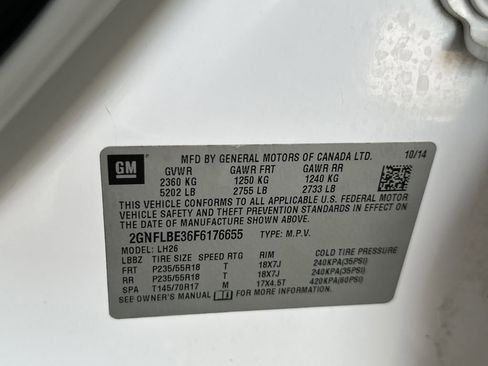 GM
MFD BY GENERAL MOTORS OF CANADA LTD. 10/14
GVWR GAWR FRT GAWR RR
2360 KG 1250 KG 1240 KG
5202 LB 2755 LB 2733 LB
THIS VEHICLE CONFORMS TO ALL APPLICABLE U.S. FEDERAL MOTOR
VEHICLE SAFETY AND THEFT PREVENTION STANDARDS IN EFFECT ON THE
DATE OF MANUFACTURE SHOWN ABOVE.
2GNFLBE36F6176655 TYPE: M.P.V.
MODEL: LH26
LBBZ TIRE SIZE SPEED RTG RIM COLD TIRE PRESSURE
FRT P235/55R18 T 18X7J 240KPA(35PSI)
RR P235/55R18 T 18X7J 240KPA(35PSI)
SPA T145/70R17 M 17X4.5T 420KPA(60PSI)
SEE OWNER'S MANUAL FOR MORE INFORMATION.